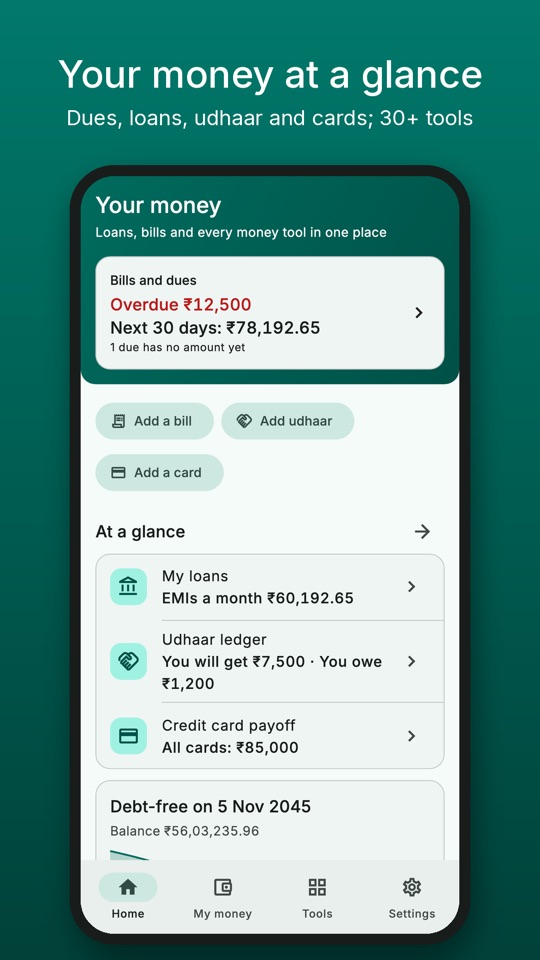 Your money at a glance
Dues, loans, udhaar and cards; 30+ tools
Your money
Loans, bills and every money tool in one place
Bills and dues
Overdue ₹12,500
Next 30 days: ₹78,192.65
1 due has no amount yet
Add a bill
Add udhaar
Add a card
At a glance
My loans
EMIs a month ₹60,192.65
Udhaar ledger
You will get ₹7,500 · You owe
₹1,200
Credit card payoff
All cards: ₹85,000
Debt-free on 5 Nov 2045
Balance ₹56,03,235.96
Home
My money
Tools
Settings